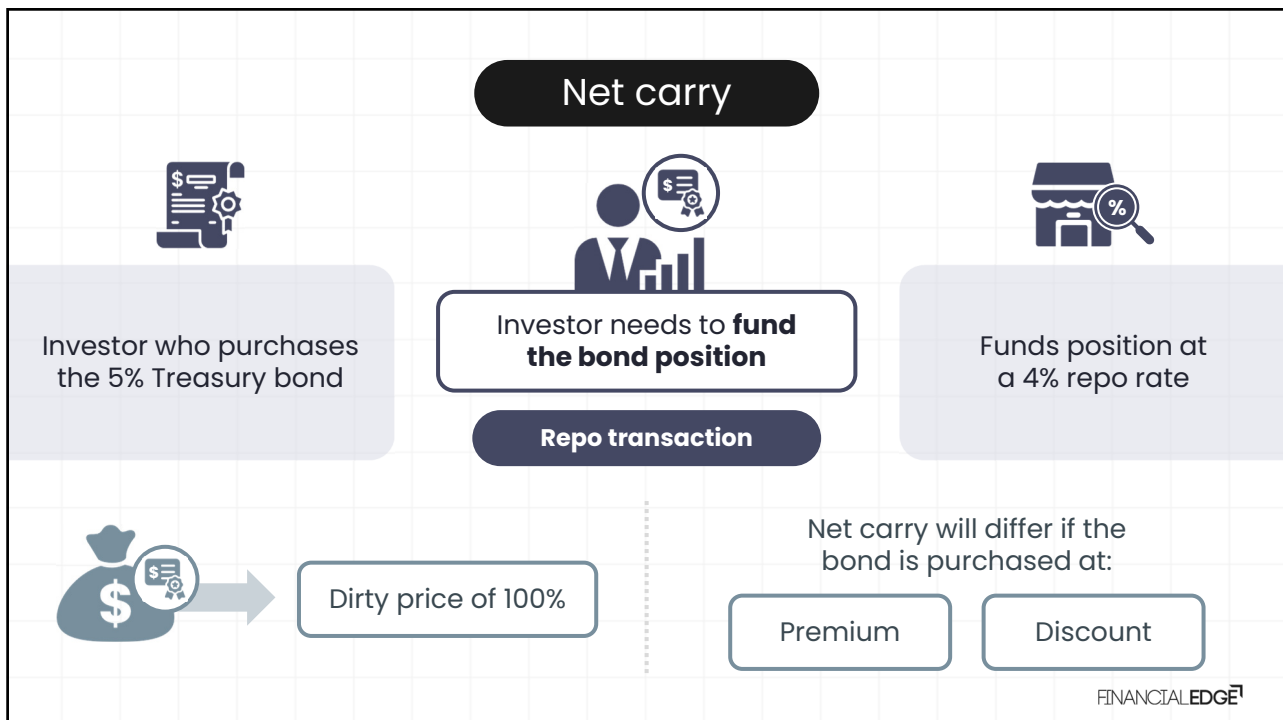 Net carry
$
$
%
Investor who purchases
the 5% Treasury bond
Investor needs to fund
the bond position
Funds position at
a 4% repo rate
Repo transaction
$
$
Dirty price of 100%
Net carry will differ if the
bond is purchased at:
Premium
Discount
FINANCIALEDGE